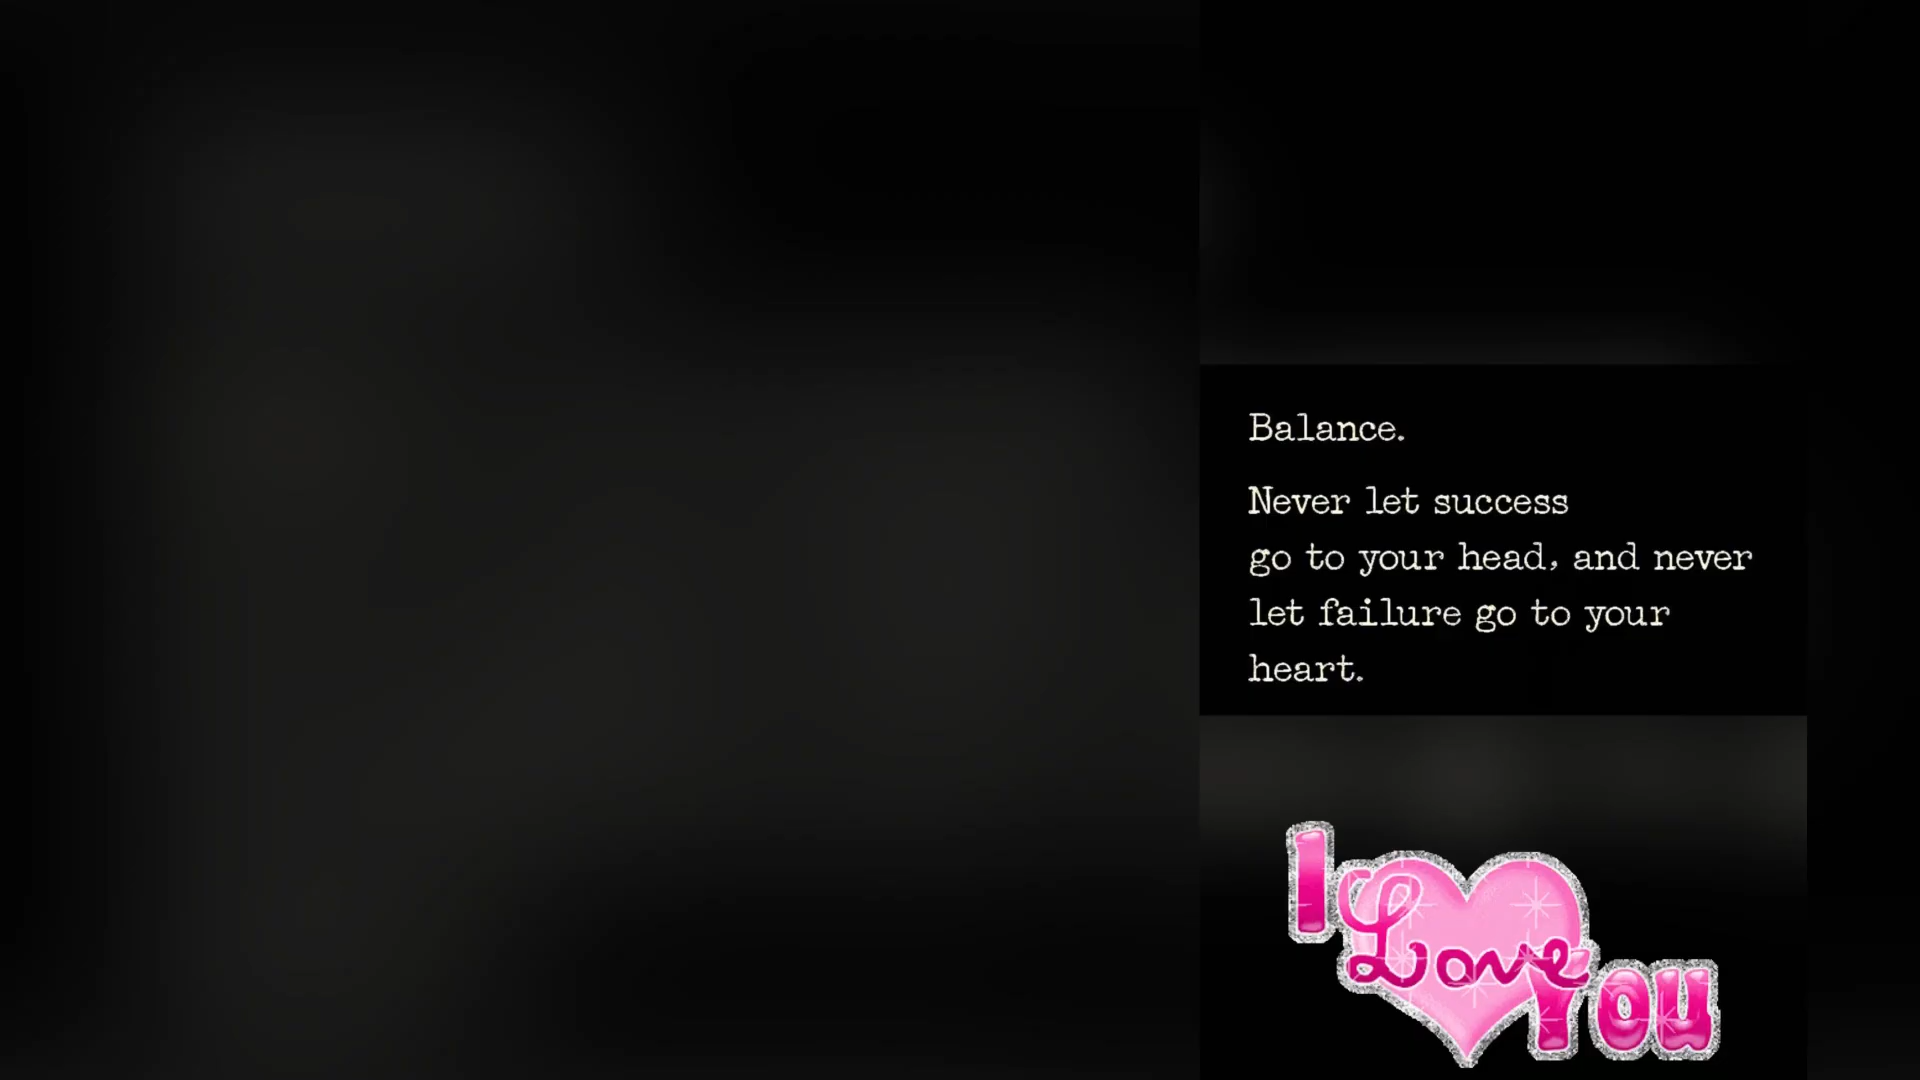 Balance.
Never let success
go to your head, and never
let failure go to your
heart.
I
Love
You